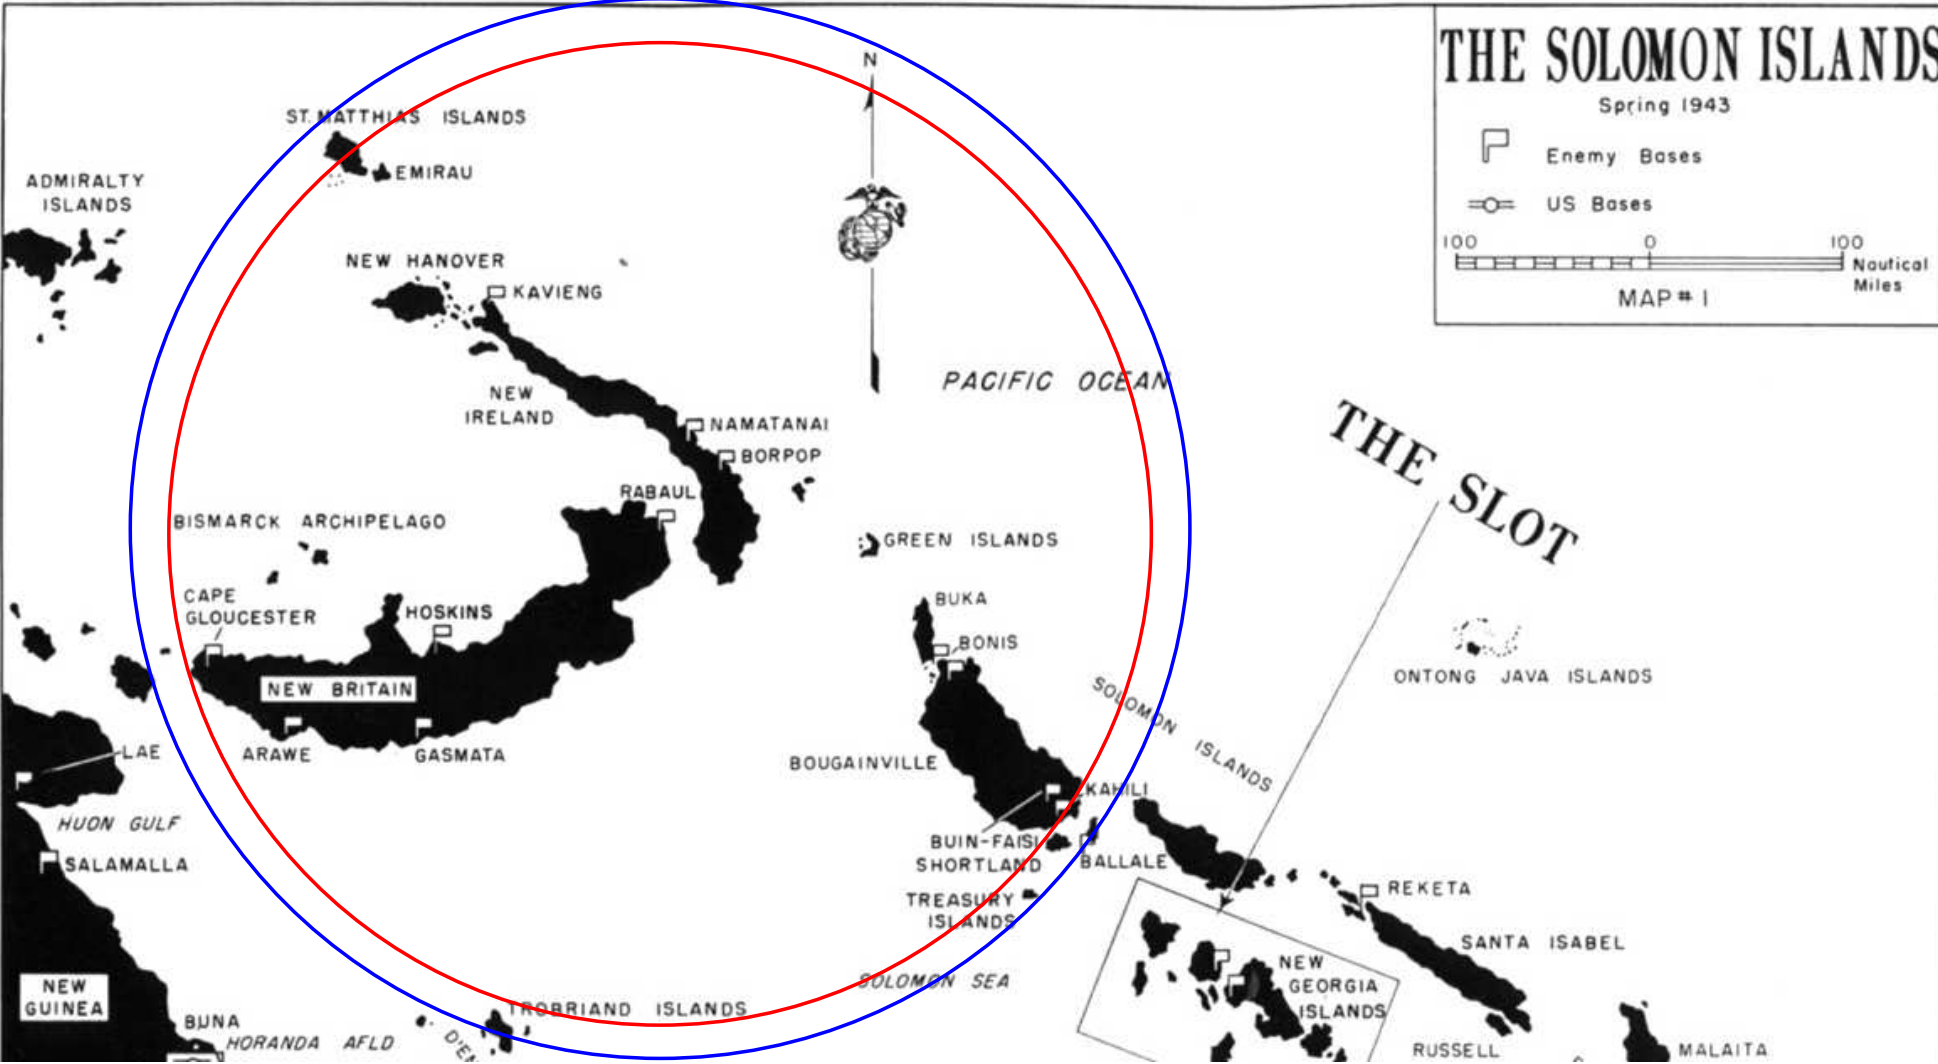 THE SOLOMON ISLANDS
Spring 1943
Enemy Bases
US Bases
100 0 100
Nautical
Miles
MAP #1
N
ST. MATTHIAS ISLANDS
EMIRAU
ADMIRALTY
ISLANDS
NEW HANOVER
KAVIENG
NEW
IRELAND
PACIFIC OCEAN
NAMATANAI
BORPOP
RABAUL
BISMARCK ARCHIPELAGO
GREEN ISLANDS
THE SLOT
CAPE
GLOUCESTER
HOSKINS
BUKA
BONIS
NEW BRITAIN
ARAWE
GASMATA
SOLOMON ISLANDS
ONTONG JAVA ISLANDS
LAE
BOUGAINVILLE
KAHILI
HUON GULF
BUIN-FAISI
SHORTLAND
BALLALE
SALAMALLA
TREASURY
ISLANDS
REKETA
SANTA ISABEL
SOLOMON SEA
NEW
GEORGIA
ISLANDS
NEW
GUINEA
TROBRIAND ISLANDS
BUNA
HORANDA AFLD
RUSSELL
MALAITA